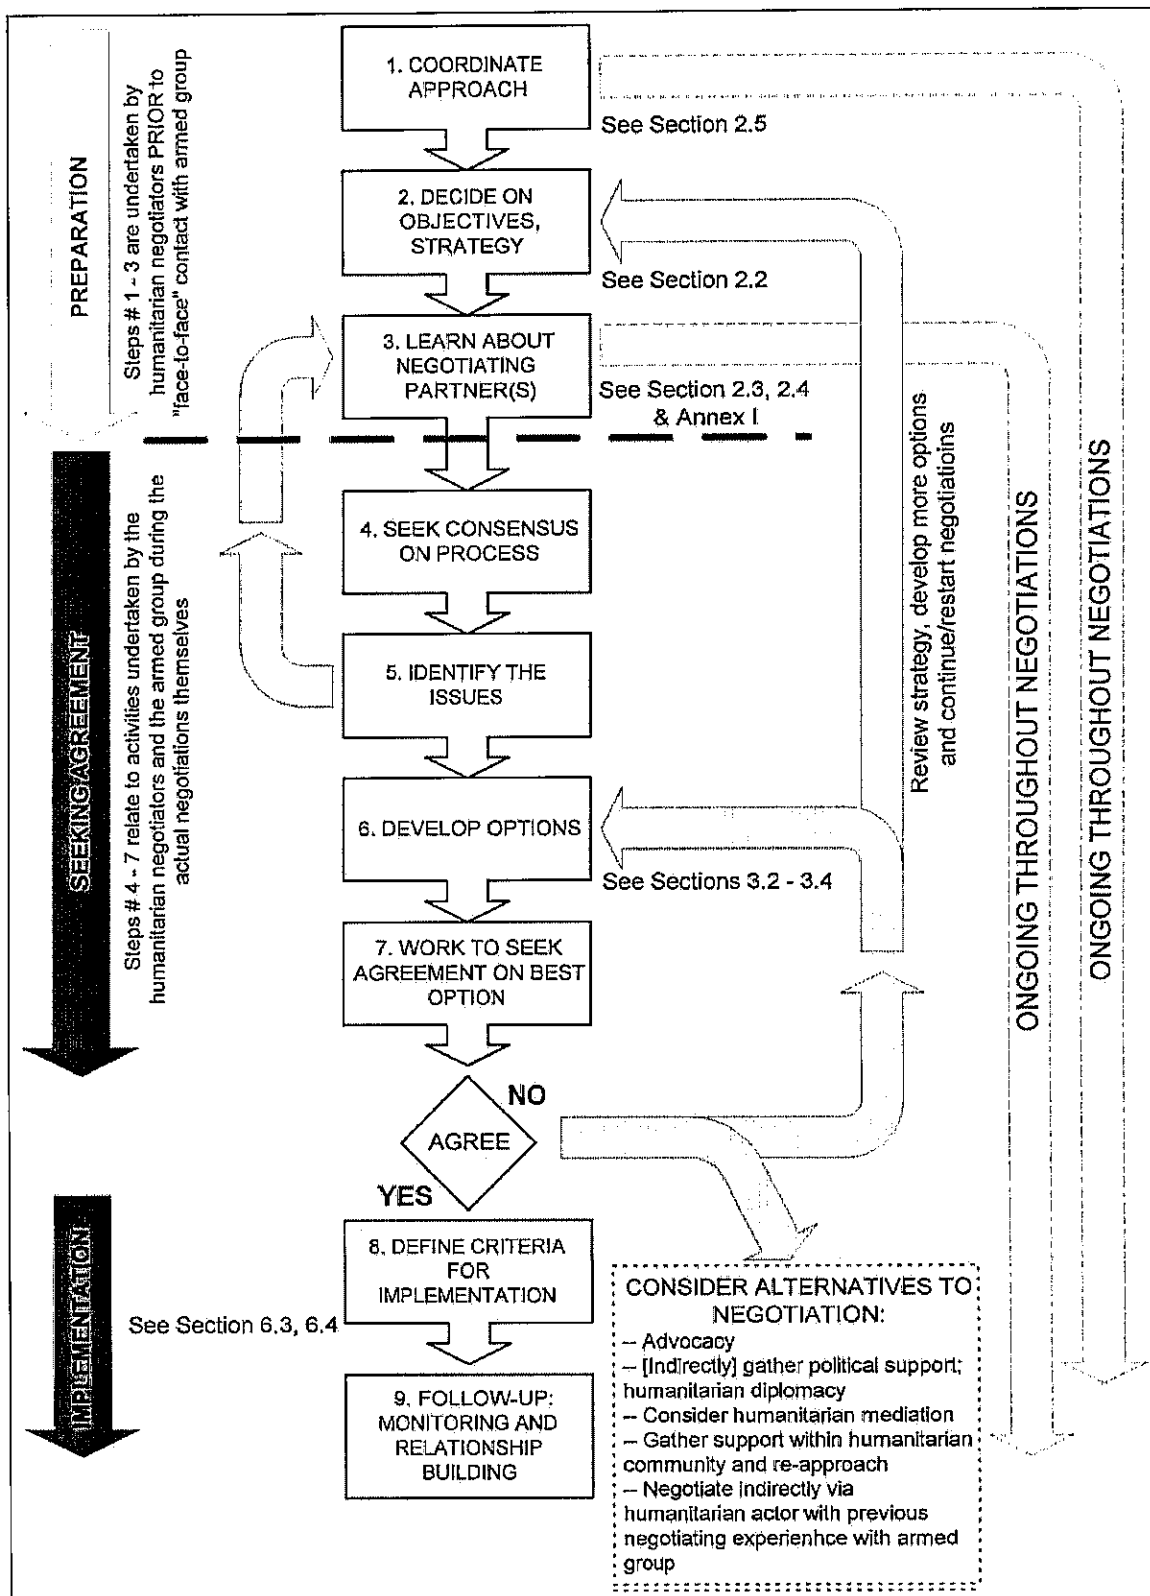 PREPARATION
Steps # 1 - 3 are undertaken by
humanitarian negotiators PRIOR to
"face-to-face" contact with armed group
1. COORDINATE
APPROACH
See Section 2.5
2. DECIDE ON
OBJECTIVES,
STRATEGY
See Section 2.2
3. LEARN ABOUT
NEGOTIATING
PARTNER(S)
See Section 2.3, 2.4
& Annex I
SEEKING AGREEMENT
Steps # 4 - 7 relate to activities undertaken by the
humanitarian negotiators and the armed group during the
actual negotiations themselves
4. SEEK CONSENSUS
ON PROCESS
5. IDENTIFY THE
ISSUES
6. DEVELOP OPTIONS
See Sections 3.2 - 3.4
7. WORK TO SEEK
AGREEMENT ON BEST
OPTION
Review strategy, develop more options
and continue/restart negotiatioins
ONGOING THROUGHOUT NEGOTIATIONS
ONGOING THROUGHOUT NEGOTIATIONS
NO
AGREE
YES
IMPLEMENTATION
See Section 6.3, 6.4
8. DEFINE CRITERIA
FOR
IMPLEMENTATION
9. FOLLOW-UP:
MONITORING AND
RELATIONSHIP
BUILDING
CONSIDER ALTERNATIVES TO
NEGOTIATION:
– Advocacy
– [Indirectly] gather political support;
humanitarian diplomacy
– Consider humanitarian mediation
– Gather support within humanitarian
community and re-approach
– Negotiate indirectly via
humanitarian actor with previous
negotiating experienhce with armed
group